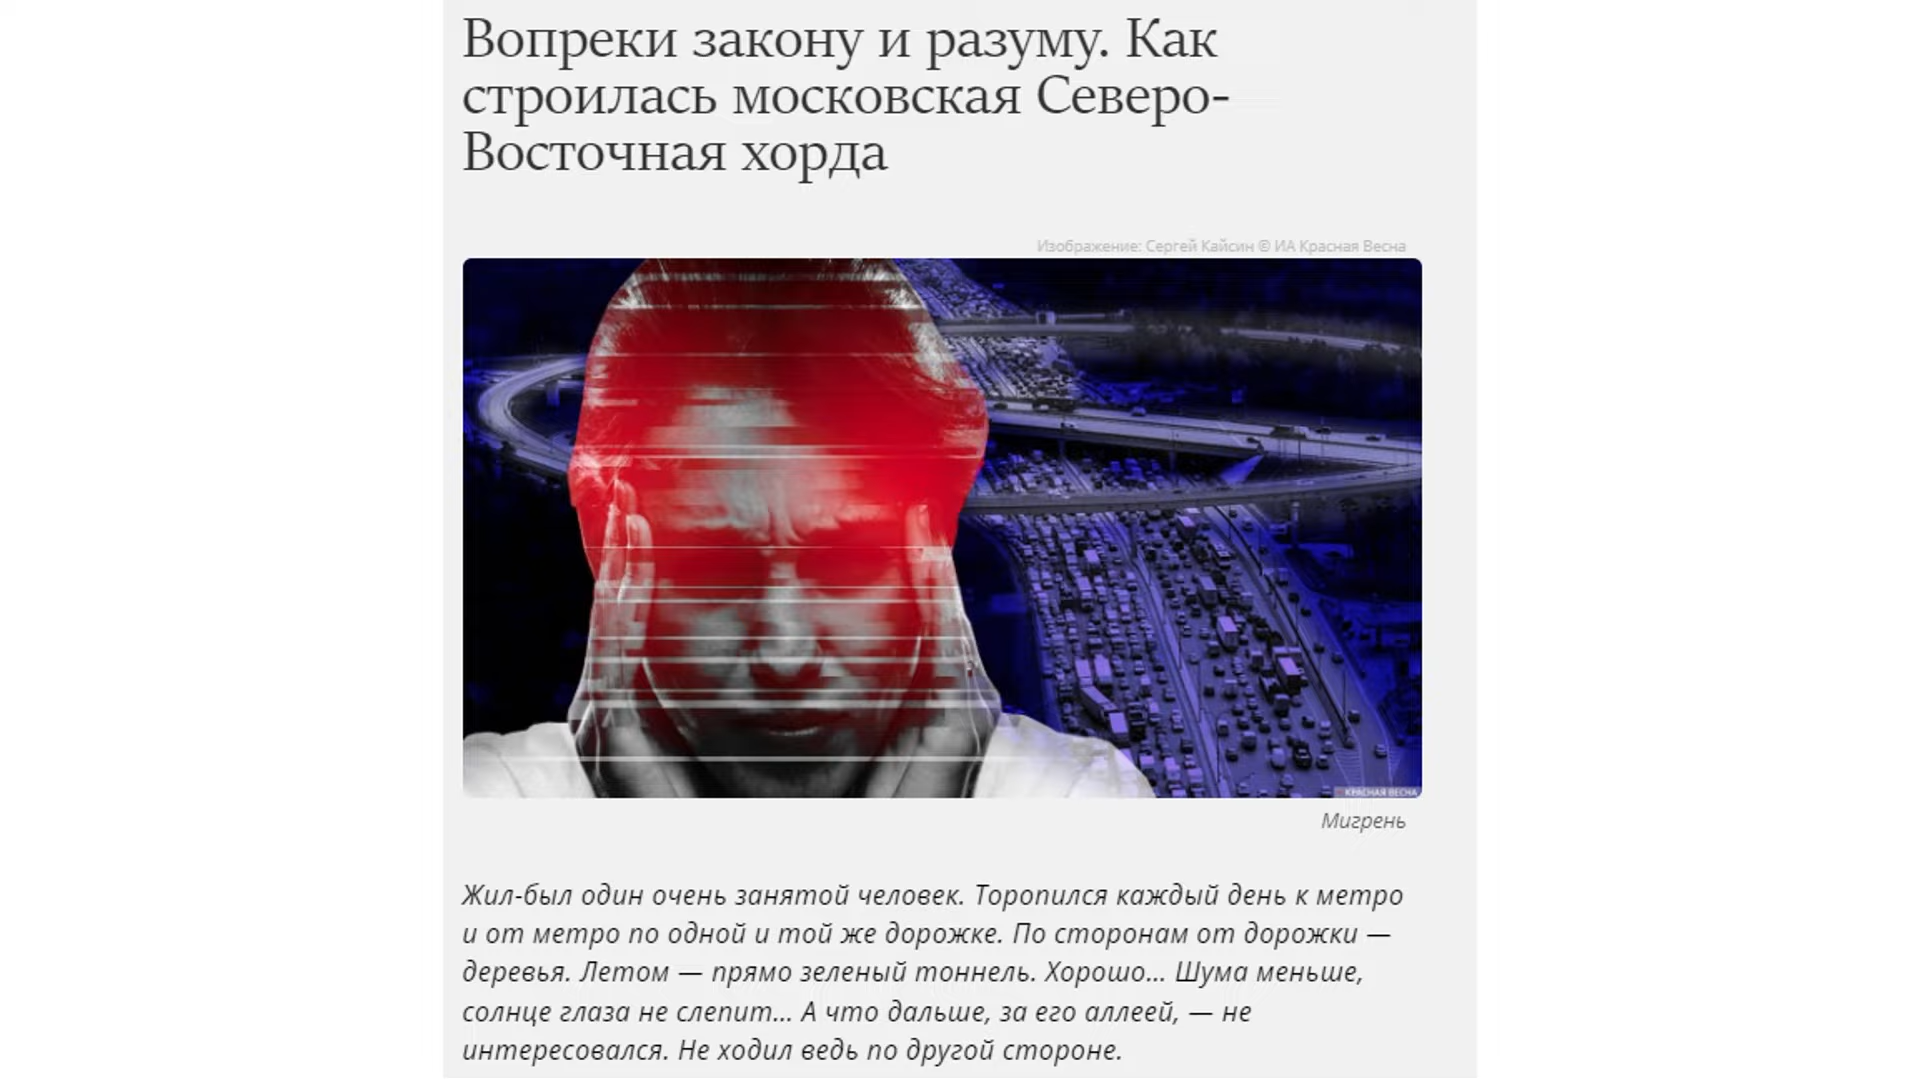 Вопреки закону и разуму. Как
строилась московская Северо-
Восточная хорда
Изображение: Сергей Кайсин © ИА Красная Весна
КРАСНАЯ ВЕСНА
Мигрень
Жил-был один очень занятой человек. Торопился каждый день к метро
и от метро по одной и той же дорожке. По сторонам от дорожки —
деревья. Летом — прямо зеленый тоннель. Хорошо... Шума меньше,
солнце глаза не слепит... А что дальше, за его аллеей, — не
интересовался. Не ходил ведь по другой стороне.